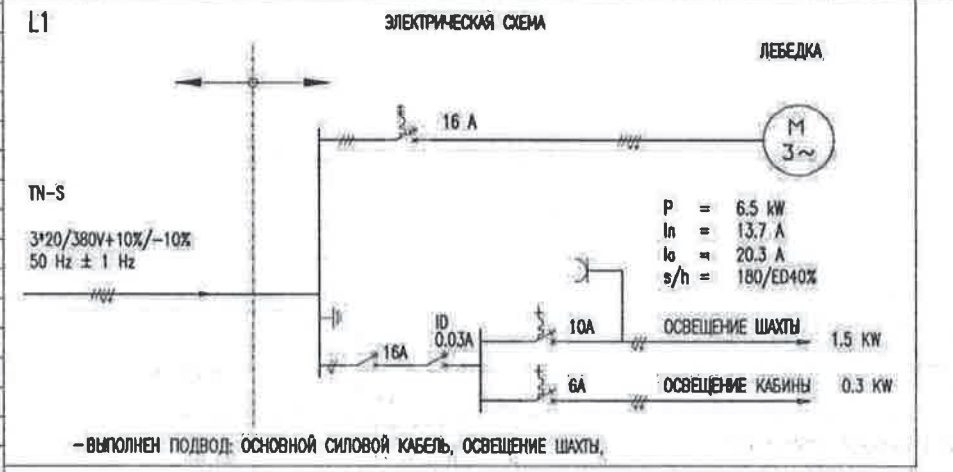 L1
ЭЛЕКТРИЧЕСКАЯ СХЕМА
ЛЕБЕДКА
16 A
M
3~
TN-S
3*20/380V+10%/-10%
50 Hz ± 1 Hz
P = 6.5 kW
In = 13.7 A
Ia = 20.3 A
s/h = 180/ED40%
ID
0.03A
16A
10A
ОСВЕЩЕНИЕ ШАХТЫ
1.5 KW
6A
ОСВЕЩЕНИЕ КАБИНЫ
0.3 KW
-ВЫПОЛНЕН ПОДВОД: ОСНОВНОЙ СИЛОВОЙ КАБЕЛЬ, ОСВЕЩЕНИЕ ШАХТЫ,